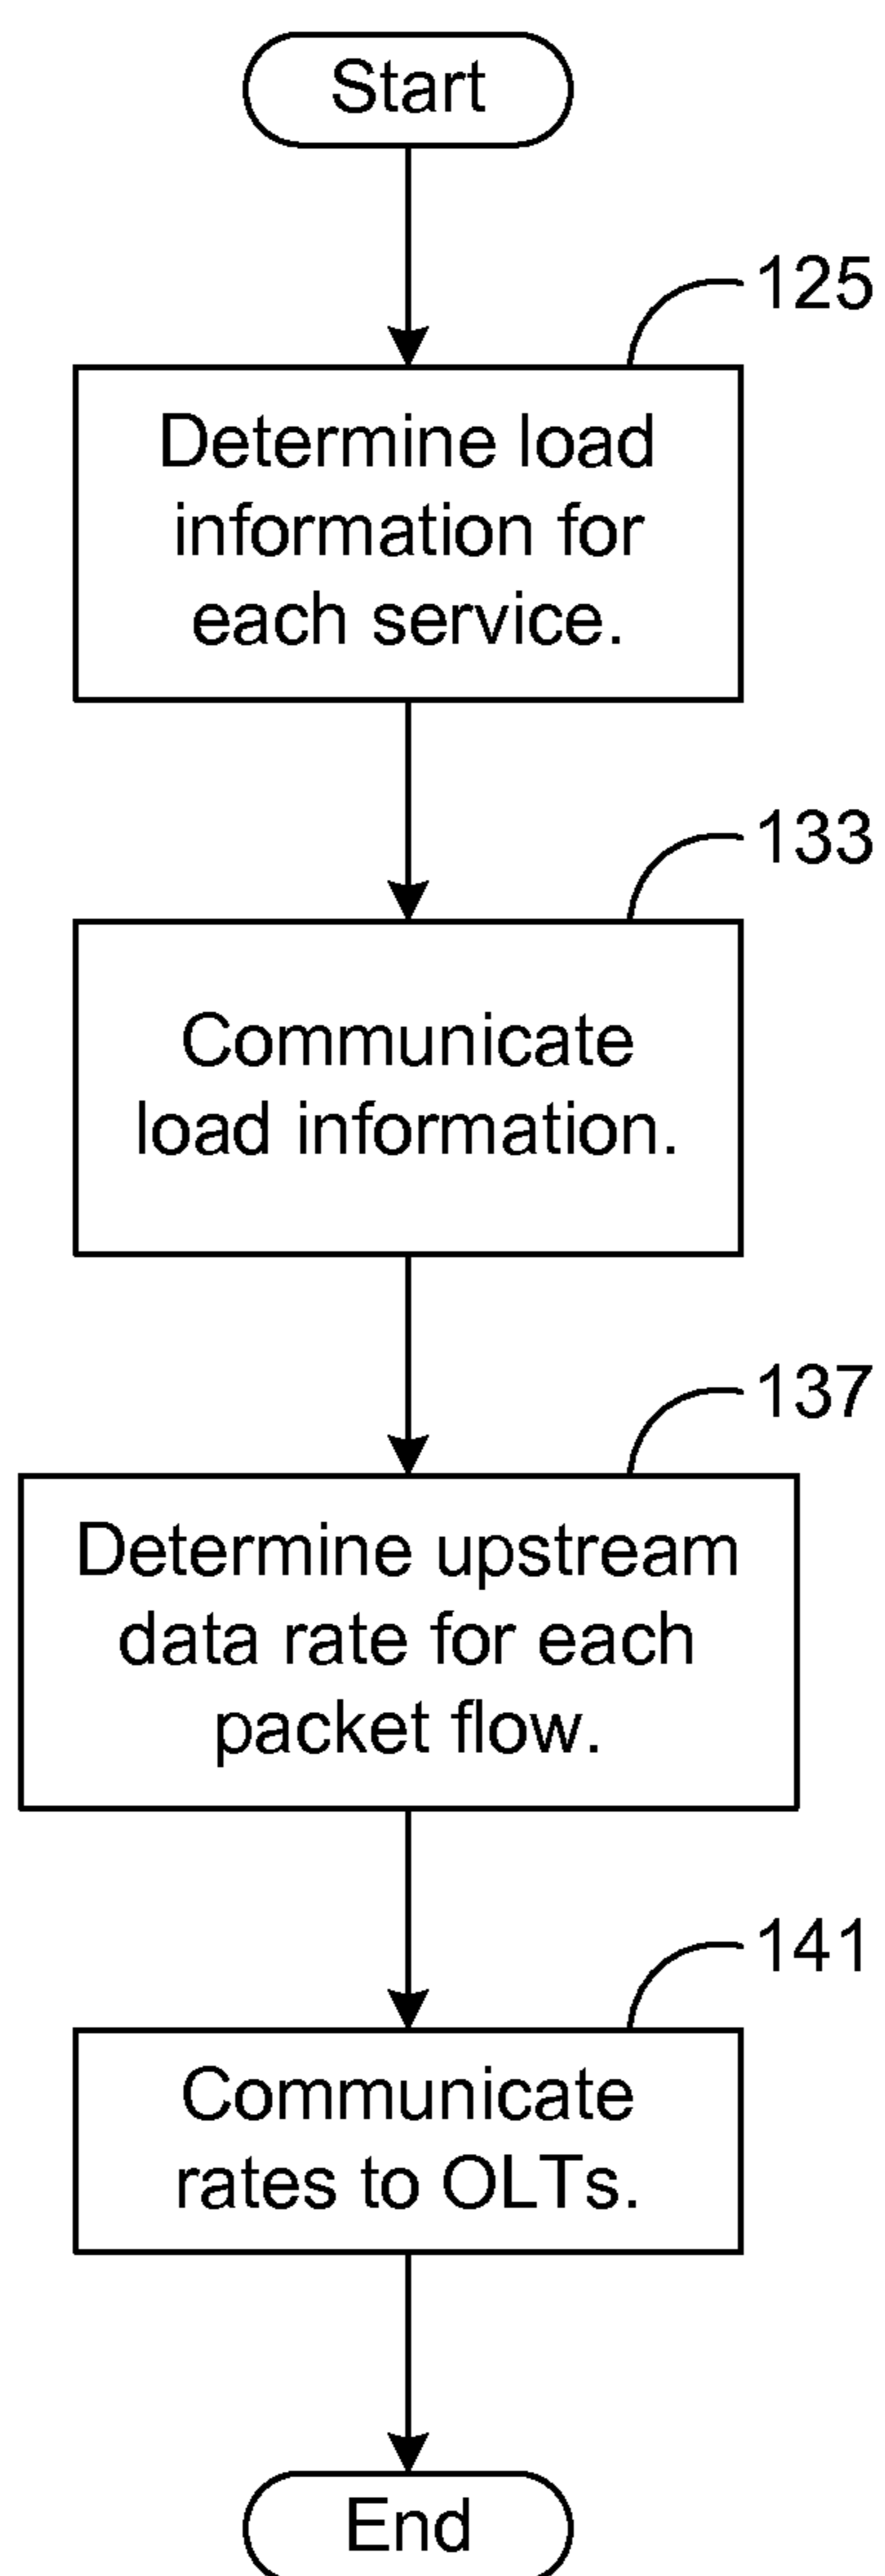 Start
125
Determine load
information for
each service.
133
Communicate
load information.
137
Determine upstream
data rate for each
packet flow.
141
Communicate
rates to OLTs.
End